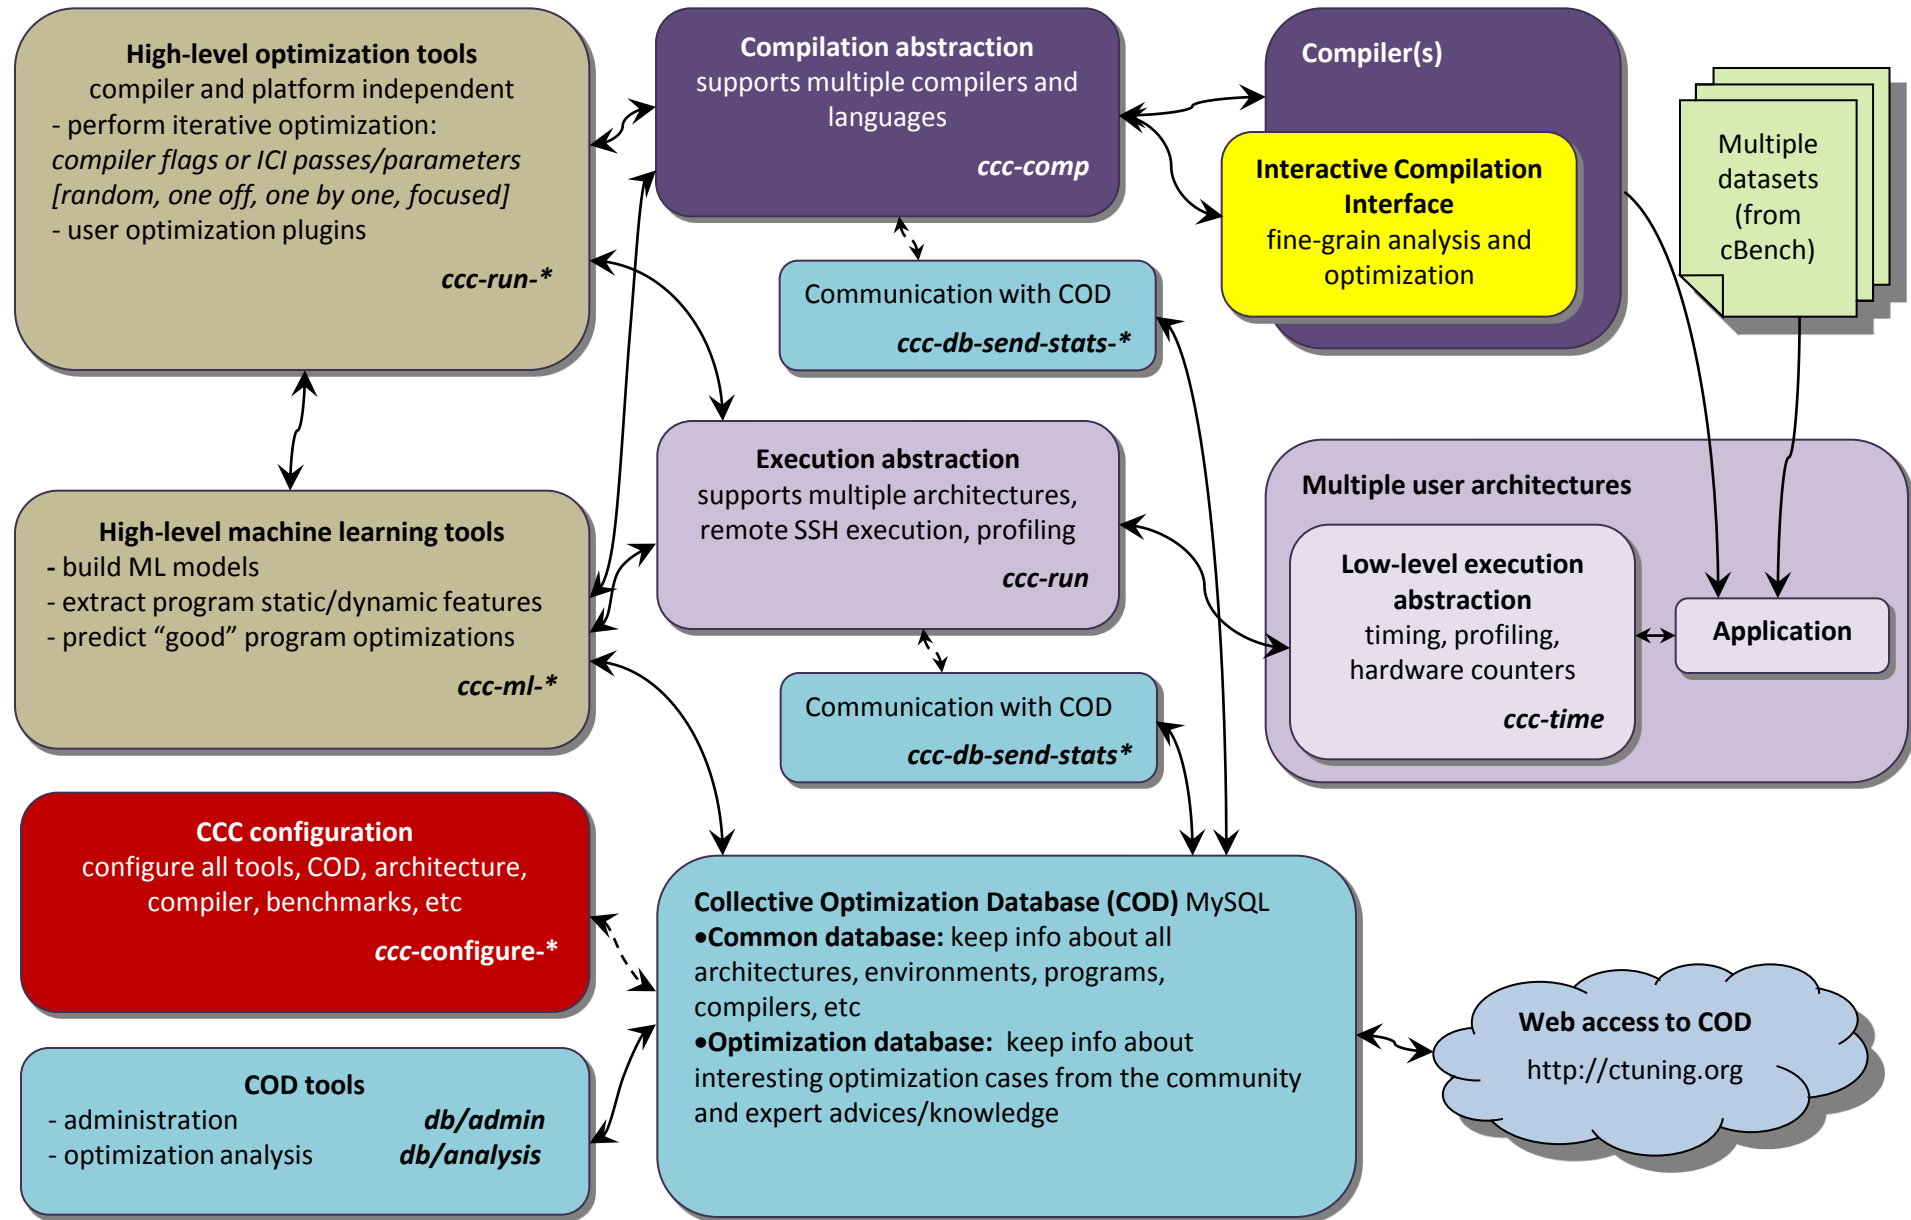 High-level optimization tools
compiler and platform independent
- perform iterative optimization:
compiler flags or ICI passes/parameters
[random, one off, one by one, focused]
- user optimization plugins
ccc-run-*
Compilation abstraction
supports multiple compilers and
languages
ccc-comp
Compiler(s)
Interactive Compilation
Interface
fine-grain analysis and
optimization
Multiple
datasets
(from
cBench)
Communication with COD
ccc-db-send-stats-*
High-level machine learning tools
- build ML models
- extract program static/dynamic features
- predict “good” program optimizations
ccc-ml-*
Execution abstraction
supports multiple architectures,
remote SSH execution, profiling
ccc-run
Multiple user architectures
Low-level execution
abstraction
timing, profiling,
hardware counters
ccc-time
Application
Communication with COD
ccc-db-send-stats*
CCC configuration
configure all tools, COD, architecture,
compiler, benchmarks, etc
ccc-configure-*
Collective Optimization Database (COD) MySQL
•Common database: keep info about all
architectures, environments, programs,
compilers, etc
•Optimization database:  keep info about
interesting optimization cases from the community
and expert advices/knowledge
Web access to COD
http://ctuning.org
COD tools
- administration db/admin
- optimization analysis db/analysis